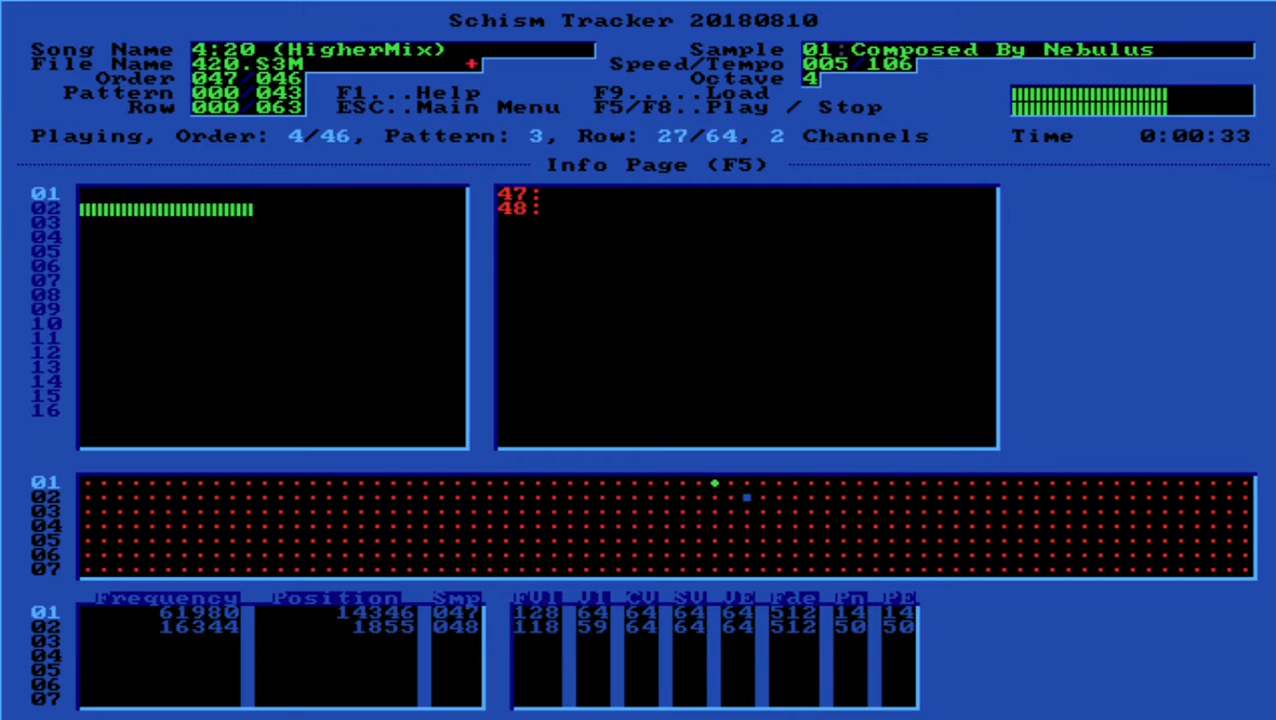 Schism Tracker 20180810
Song Name 4:20 (HigherMix) Sample 01:Composed By Nebulus
File Name 420.S3M + Speed/Tempo 005/106
Order 047/046 Octave 4
Pattern 000/043 F1...Help F9.....Load
Row 000/063 ESC..Main Menu F5/F8..Play / Stop
Playing, Order: 4/46, Pattern: 3, Row: 27/64, 2 Channels Time 0:00:33
Info Page (F5)
01 47:
02 48:
03
04
05
06
07
08
09
10
11
12
13
14
15
16
01
02
03
04
05
06
07
Frequency Position Smp FVl Vl CV SV VE Fde Pn PE
01 61980 14346 047 128 64 64 64 64 512 14 14
02 16344 1855 048 118 59 64 64 64 512 50 50
03
04
05
06
07